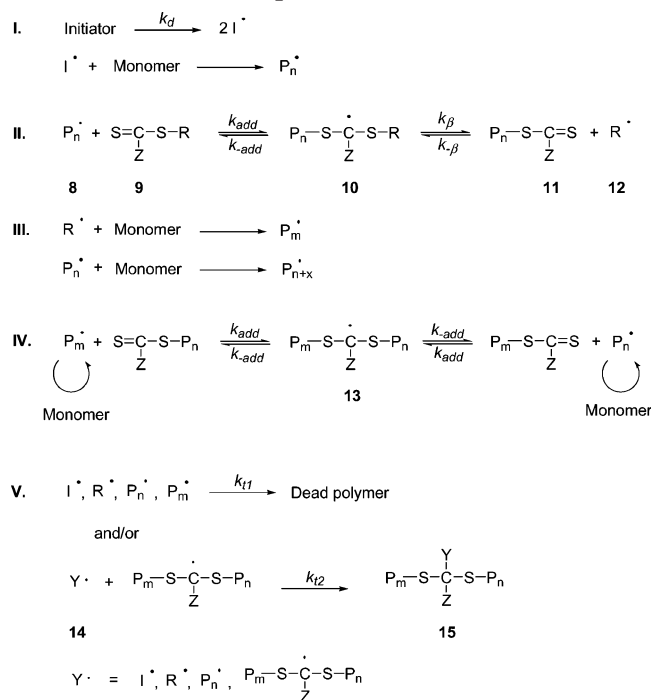 I. Initiator k_d 2 I•
I• + Monomer P_n•
II. P_n• + S=C–S–R k_add k_-add P_n–S–C•–S–R k_β k_-β P_n–S–C=S + R•
Z Z Z
8 9 10 11 12
III. R• + Monomer P_m•
P_n• + Monomer P_n+x•
IV. P_m• + S=C–S–P_n k_add k_-add P_m–S–C•–S–P_n k_-add k_add P_m–S–C=S + P_n•
Z Z Z
13
Monomer Monomer
V. I•, R•, P_n•, P_m• k_t1 Dead polymer
and/or
Y
Y• + P_m–S–C•–S–P_n k_t2 P_m–S–C–S–P_n
Z Z
14 15
Y• = I•, R•, P_n•, P_m–S–C•–S–P_n
Z